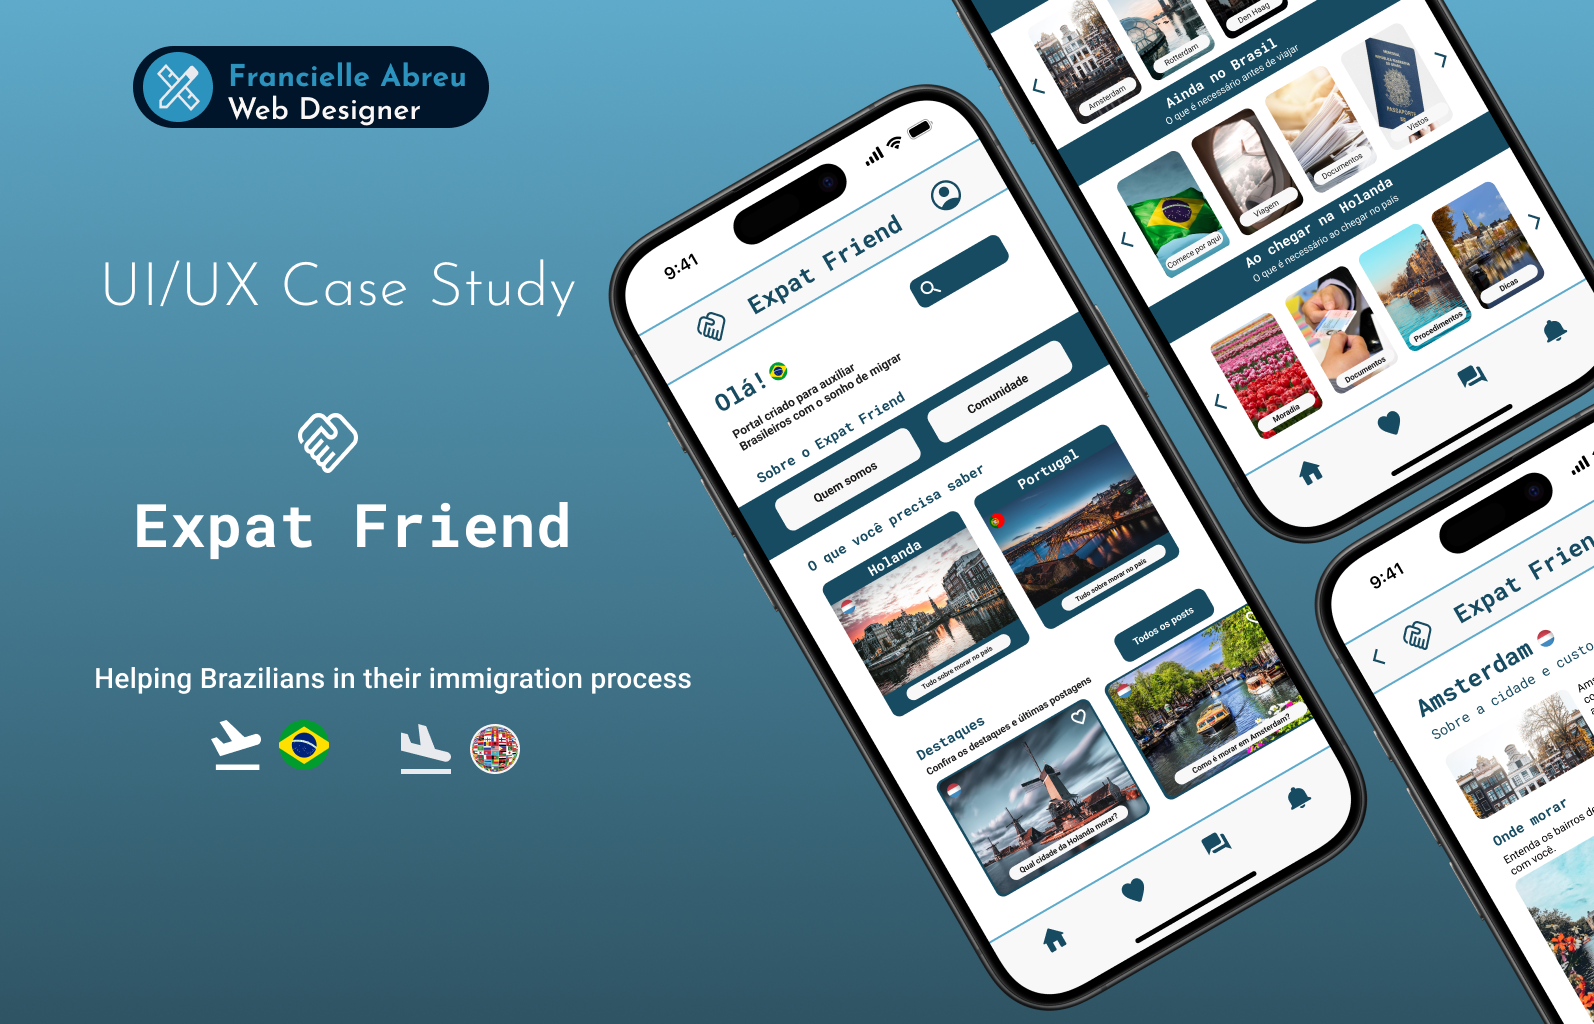 Francielle Abreu
Web Designer
UI/UX Case Study
Expat Friend
Helping Brazilians in their immigration process
9:41
Expat Friend
Olá!
Portal criado para auxiliar
Brasileiros com o sonho de migrar
Sobre o Expat Friend
Quem somos
Comunidade
O que você precisa saber
Holanda
Tudo sobre morar no país
Portugal
Tudo sobre morar no país
Todos os posts
Destaques
Confira os destaques e últimas postagens
Qual cidade da Holanda morar?
Como é morar em Amsterdam?
Amsterdam
Rotterdam
Den Haag
Ainda no Brasil
O que é necessário antes de viajar
Comece por aqui
Viagem
Documentos
Vistos
PASSAPORTE
Ao chegar na Holanda
O que é necessário ao chegar no país
Moradia
Documentos
Procedimentos
Dicas
9:41
Expat Frien
Amsterdam
Sobre a cidade e custo
Ams
co
a
Onde morar
Entenda os bairros de
com você.